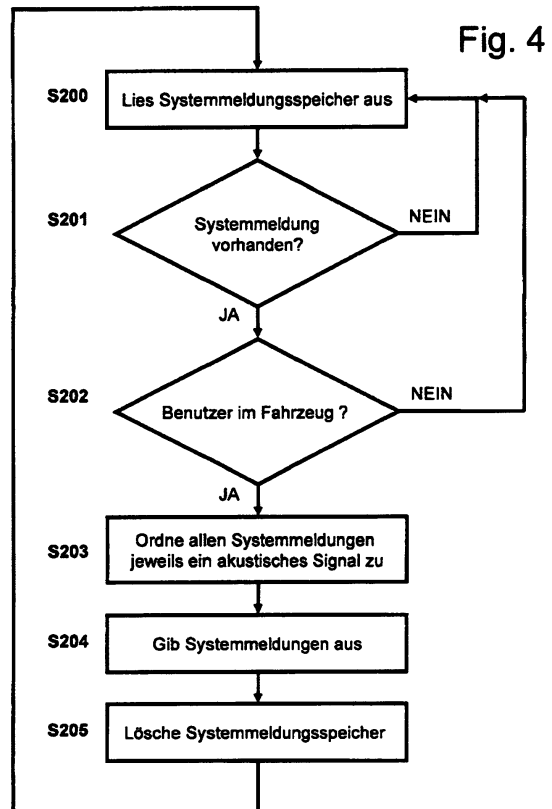 Fig. 4
S200
Lies Systemmeldungsspeicher aus
S201
Systemmeldung
vorhanden?
NEIN
JA
S202
Benutzer im Fahrzeug ?
NEIN
JA
S203
Ordne allen Systemmeldungen
jeweils ein akustisches Signal zu
S204
Gib Systemmeldungen aus
S205
Lösche Systemmeldungsspeicher